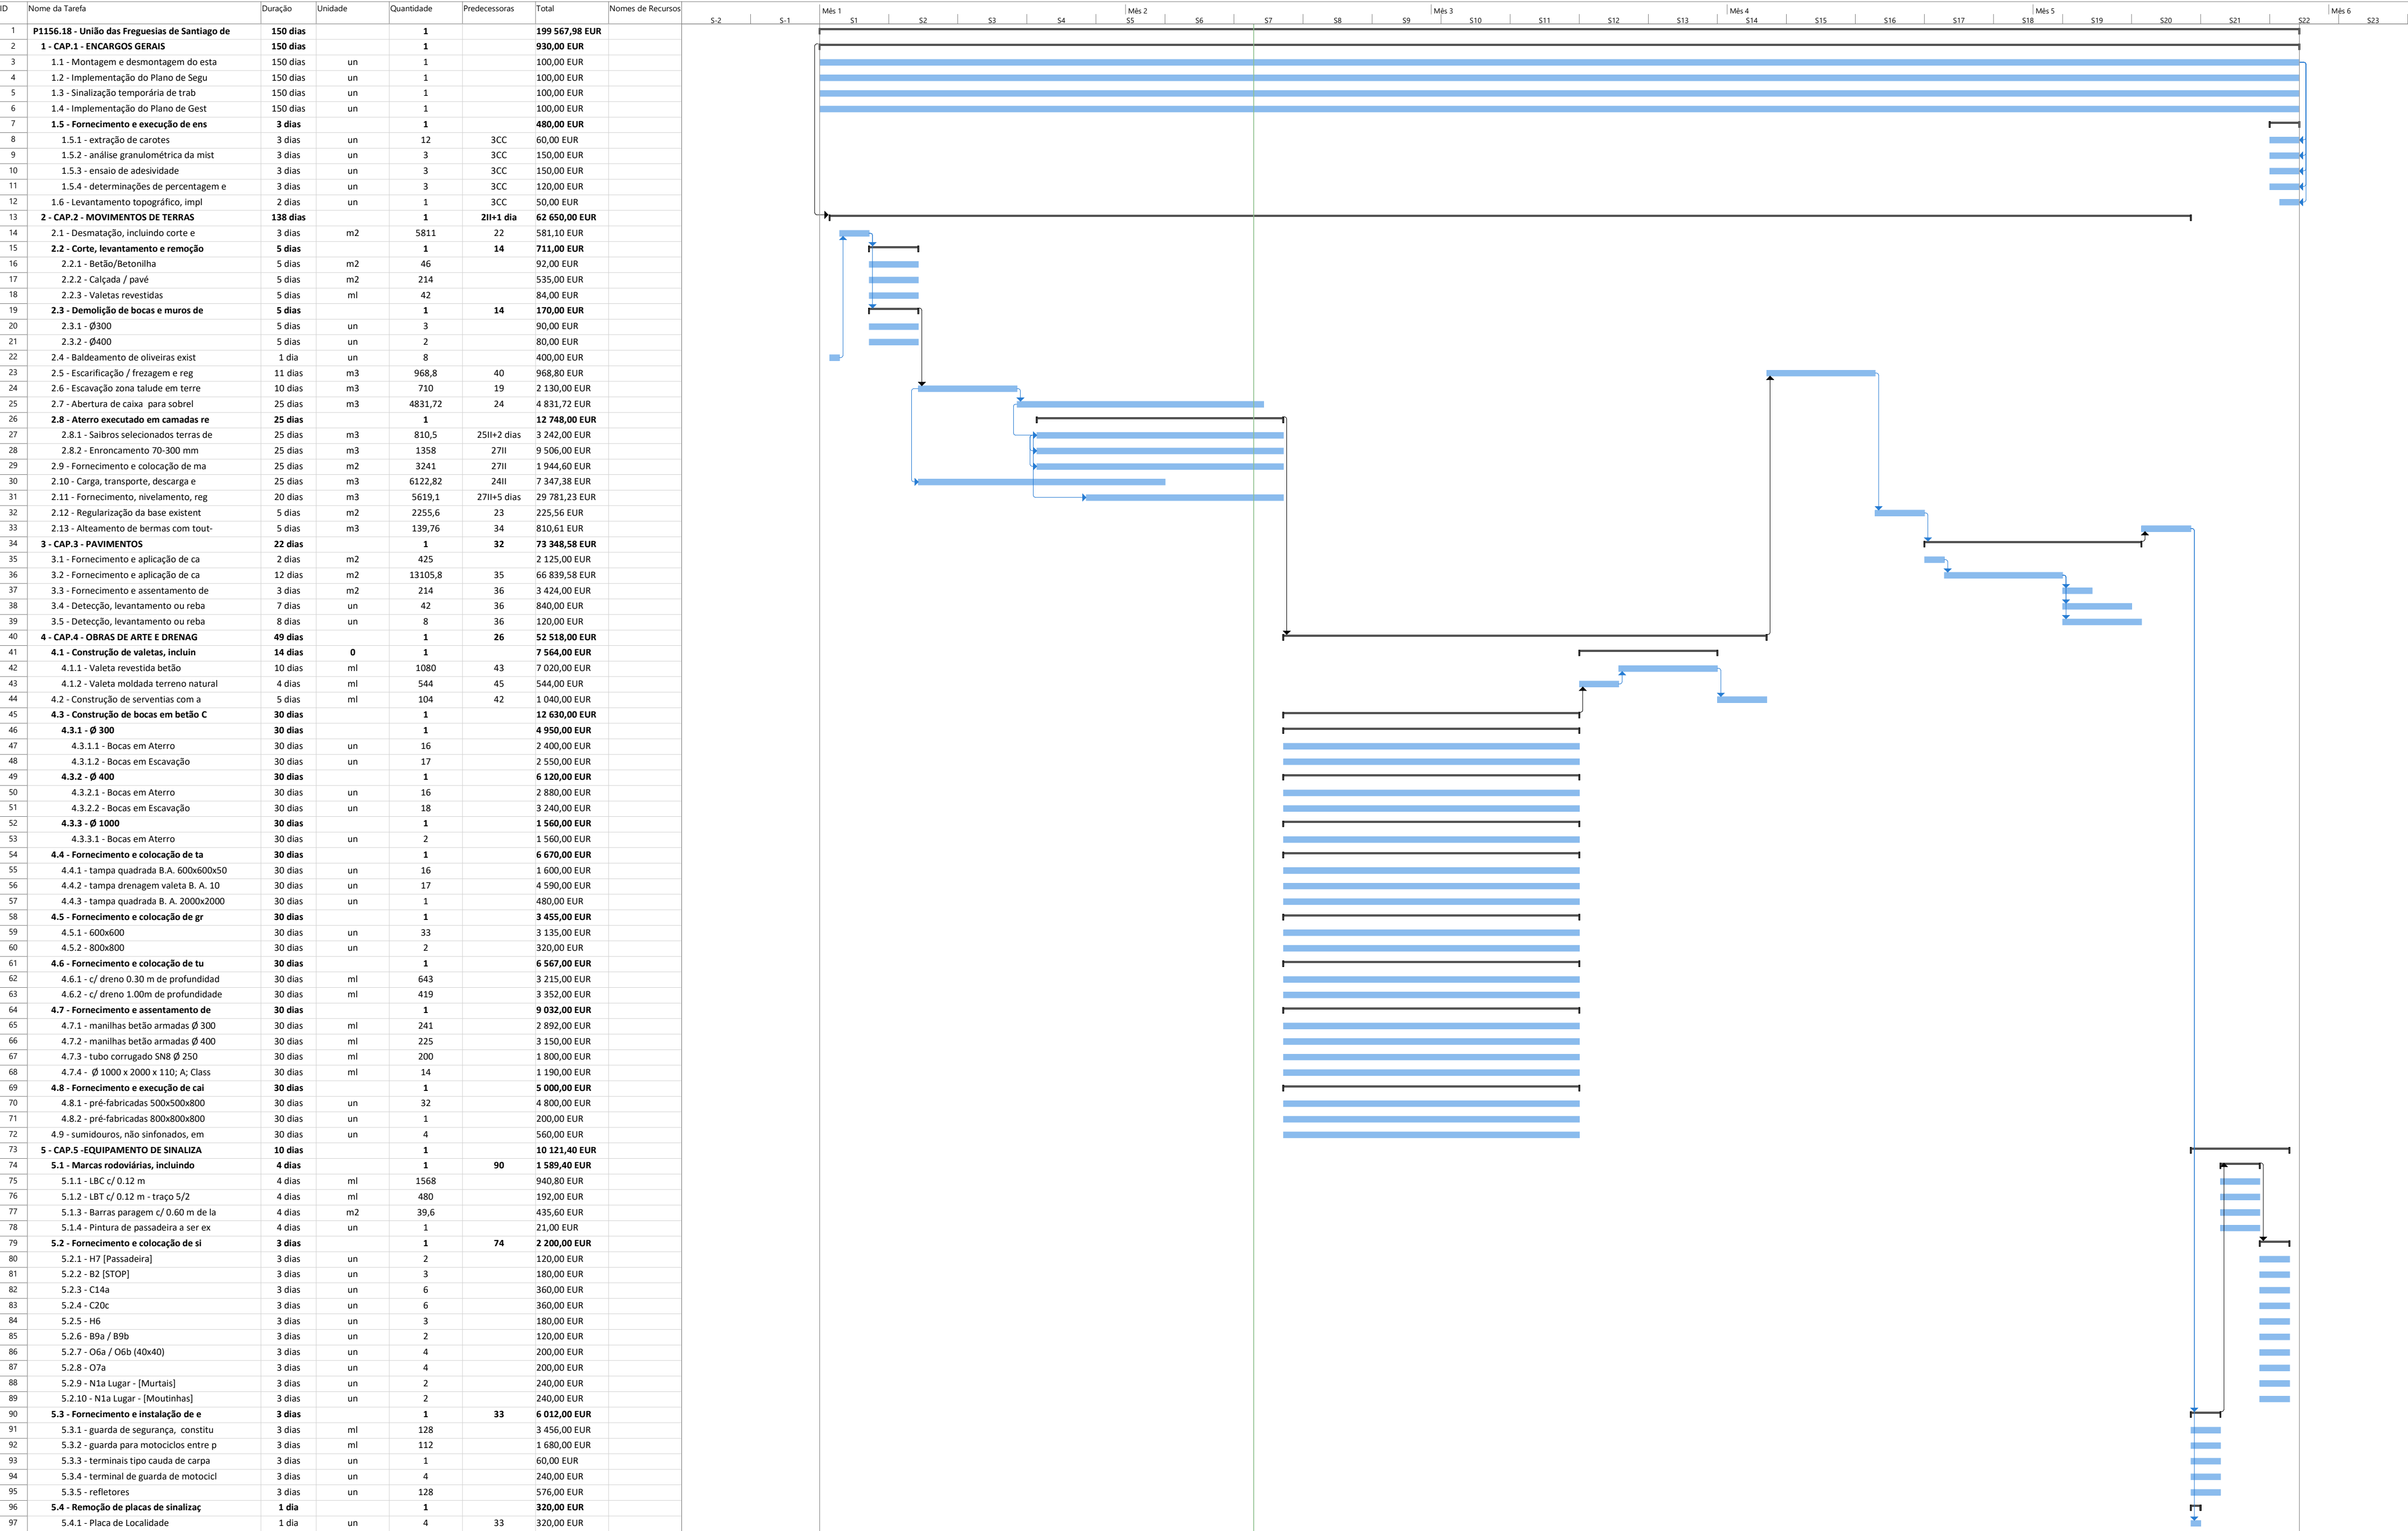 ID Nome da Tarefa Duração Unidade Quantidade Predecessoras Total Nomes de Recursos
Mês 1 Mês 2 Mês 3 Mês 4 Mês 5 Mês 6
S-2 S-1 S1 S2 S3 S4 S5 S6 S7 S8 S9 S10 S11 S12 S13 S14 S15 S16 S17 S18 S19 S20 S21 S22 S23
1 P1156.18 - União das Freguesias de Santiago de 150 dias 1 199 567,98 EUR
2 1 - CAP.1 - ENCARGOS GERAIS 150 dias 1 930,00 EUR
3 1.1 - Montagem e desmontagem do esta 150 dias un 1 100,00 EUR
4 1.2 - Implementação do Plano de Segu 150 dias un 1 100,00 EUR
5 1.3 - Sinalização temporária de trab 150 dias un 1 100,00 EUR
6 1.4 - Implementação do Plano de Gest 150 dias un 1 100,00 EUR
7 1.5 - Fornecimento e execução de ens 3 dias 1 480,00 EUR
8 1.5.1 - extração de carotes 3 dias un 12 3CC 60,00 EUR
9 1.5.2 - análise granulométrica da mist 3 dias un 3 3CC 150,00 EUR
10 1.5.3 - ensaio de adesividade 3 dias un 3 3CC 150,00 EUR
11 1.5.4 - determinações de percentagem e 3 dias un 3 3CC 120,00 EUR
12 1.6 - Levantamento topográfico, impl 2 dias un 1 3CC 50,00 EUR
13 2 - CAP.2 - MOVIMENTOS DE TERRAS 138 dias 1 2II+1 dia 62 650,00 EUR
14 2.1 - Desmatação, incluindo corte e 3 dias m2 5811 22 581,10 EUR
15 2.2 - Corte, levantamento e remoção 5 dias 1 14 711,00 EUR
16 2.2.1 - Betão/Betonilha 5 dias m2 46 92,00 EUR
17 2.2.2 - Calçada / pavé 5 dias m2 214 535,00 EUR
18 2.2.3 - Valetas revestidas 5 dias ml 42 84,00 EUR
19 2.3 - Demolição de bocas e muros de 5 dias 1 14 170,00 EUR
20 2.3.1 - Ø300 5 dias un 3 90,00 EUR
21 2.3.2 - Ø400 5 dias un 2 80,00 EUR
22 2.4 - Baldeamento de oliveiras exist 1 dia un 8 400,00 EUR
23 2.5 - Escarificação / frezagem e reg 11 dias m3 968,8 40 968,80 EUR
24 2.6 - Escavação zona talude em terre 10 dias m3 710 19 2 130,00 EUR
25 2.7 - Abertura de caixa para sobrel 25 dias m3 4831,72 24 4 831,72 EUR
26 2.8 - Aterro executado em camadas re 25 dias 1 12 748,00 EUR
27 2.8.1 - Saibros selecionados terras de 25 dias m3 810,5 25II+2 dias 3 242,00 EUR
28 2.8.2 - Enroncamento 70-300 mm 25 dias m3 1358 27II 9 506,00 EUR
29 2.9 - Fornecimento e colocação de ma 25 dias m2 3241 27II 1 944,60 EUR
30 2.10 - Carga, transporte, descarga e 25 dias m3 6122,82 24II 7 347,38 EUR
31 2.11 - Fornecimento, nivelamento, reg 20 dias m3 5619,1 27II+5 dias 29 781,23 EUR
32 2.12 - Regularização da base existent 5 dias m2 2255,6 23 225,56 EUR
33 2.13 - Alteamento de bermas com tout- 5 dias m3 139,76 34 810,61 EUR
34 3 - CAP.3 - PAVIMENTOS 22 dias 1 32 73 348,58 EUR
35 3.1 - Fornecimento e aplicação de ca 2 dias m2 425 2 125,00 EUR
36 3.2 - Fornecimento e aplicação de ca 12 dias m2 13105,8 35 66 839,58 EUR
37 3.3 - Fornecimento e assentamento de 3 dias m2 214 36 3 424,00 EUR
38 3.4 - Detecção, levantamento ou reba 7 dias un 42 36 840,00 EUR
39 3.5 - Detecção, levantamento ou reba 8 dias un 8 36 120,00 EUR
40 4 - CAP.4 - OBRAS DE ARTE E DRENAG 49 dias 1 26 52 518,00 EUR
41 4.1 - Construção de valetas, incluin 14 dias 0 1 7 564,00 EUR
42 4.1.1 - Valeta revestida betão 10 dias ml 1080 43 7 020,00 EUR
43 4.1.2 - Valeta moldada terreno natural 4 dias ml 544 45 544,00 EUR
44 4.2 - Construção de serventias com a 5 dias ml 104 42 1 040,00 EUR
45 4.3 - Construção de bocas em betão C 30 dias 1 12 630,00 EUR
46 4.3.1 - Ø 300 30 dias 1 4 950,00 EUR
47 4.3.1.1 - Bocas em Aterro 30 dias un 16 2 400,00 EUR
48 4.3.1.2 - Bocas em Escavação 30 dias un 17 2 550,00 EUR
49 4.3.2 - Ø 400 30 dias 1 6 120,00 EUR
50 4.3.2.1 - Bocas em Aterro 30 dias un 16 2 880,00 EUR
51 4.3.2.2 - Bocas em Escavação 30 dias un 18 3 240,00 EUR
52 4.3.3 - Ø 1000 30 dias 1 1 560,00 EUR
53 4.3.3.1 - Bocas em Aterro 30 dias un 2 1 560,00 EUR
54 4.4 - Fornecimento e colocação de ta 30 dias 1 6 670,00 EUR
55 4.4.1 - tampa quadrada B.A. 600x600x50 30 dias un 16 1 600,00 EUR
56 4.4.2 - tampa drenagem valeta B. A. 10 30 dias un 17 4 590,00 EUR
57 4.4.3 - tampa quadrada B. A. 2000x2000 30 dias un 1 480,00 EUR
58 4.5 - Fornecimento e colocação de gr 30 dias 1 3 455,00 EUR
59 4.5.1 - 600x600 30 dias un 33 3 135,00 EUR
60 4.5.2 - 800x800 30 dias un 2 320,00 EUR
61 4.6 - Fornecimento e colocação de tu 30 dias 1 6 567,00 EUR
62 4.6.1 - c/ dreno 0.30 m de profundidad 30 dias ml 643 3 215,00 EUR
63 4.6.2 - c/ dreno 1.00m de profundidade 30 dias ml 419 3 352,00 EUR
64 4.7 - Fornecimento e assentamento de 30 dias 1 9 032,00 EUR
65 4.7.1 - manilhas betão armadas Ø 300 30 dias ml 241 2 892,00 EUR
66 4.7.2 - manilhas betão armadas Ø 400 30 dias ml 225 3 150,00 EUR
67 4.7.3 - tubo corrugado SN8 Ø 250 30 dias ml 200 1 800,00 EUR
68 4.7.4 - Ø 1000 x 2000 x 110; A; Class 30 dias ml 14 1 190,00 EUR
69 4.8 - Fornecimento e execução de cai 30 dias 1 5 000,00 EUR
70 4.8.1 - pré-fabricadas 500x500x800 30 dias un 32 4 800,00 EUR
71 4.8.2 - pré-fabricadas 800x800x800 30 dias un 1 200,00 EUR
72 4.9 - sumidouros, não sinfonados, em 30 dias un 4 560,00 EUR
73 5 - CAP.5 -EQUIPAMENTO DE SINALIZA 10 dias 1 10 121,40 EUR
74 5.1 - Marcas rodoviárias, incluindo 4 dias 1 90 1 589,40 EUR
75 5.1.1 - LBC c/ 0.12 m 4 dias ml 1568 940,80 EUR
76 5.1.2 - LBT c/ 0.12 m - traço 5/2 4 dias ml 480 192,00 EUR
77 5.1.3 - Barras paragem c/ 0.60 m de la 4 dias m2 39,6 435,60 EUR
78 5.1.4 - Pintura de passadeira a ser ex 4 dias un 1 21,00 EUR
79 5.2 - Fornecimento e colocação de si 3 dias 1 74 2 200,00 EUR
80 5.2.1 - H7 [Passadeira] 3 dias un 2 120,00 EUR
81 5.2.2 - B2 [STOP] 3 dias un 3 180,00 EUR
82 5.2.3 - C14a 3 dias un 6 360,00 EUR
83 5.2.4 - C20c 3 dias un 6 360,00 EUR
84 5.2.5 - H6 3 dias un 3 180,00 EUR
85 5.2.6 - B9a / B9b 3 dias un 2 120,00 EUR
86 5.2.7 - O6a / O6b (40x40) 3 dias un 4 200,00 EUR
87 5.2.8 - O7a 3 dias un 4 200,00 EUR
88 5.2.9 - N1a Lugar - [Murtais] 3 dias un 2 240,00 EUR
89 5.2.10 - N1a Lugar - [Moutinhas] 3 dias un 2 240,00 EUR
90 5.3 - Fornecimento e instalação de e 3 dias 1 33 6 012,00 EUR
91 5.3.1 - guarda de segurança, constitu 3 dias ml 128 3 456,00 EUR
92 5.3.2 - guarda para motociclos entre p 3 dias ml 112 1 680,00 EUR
93 5.3.3 - terminais tipo cauda de carpa 3 dias un 1 60,00 EUR
94 5.3.4 - terminal de guarda de motocicl 3 dias un 4 240,00 EUR
95 5.3.5 - refletores 3 dias un 128 576,00 EUR
96 5.4 - Remoção de placas de sinalizaç 1 dia 1 320,00 EUR
97 5.4.1 - Placa de Localidade 1 dia un 4 33 320,00 EUR